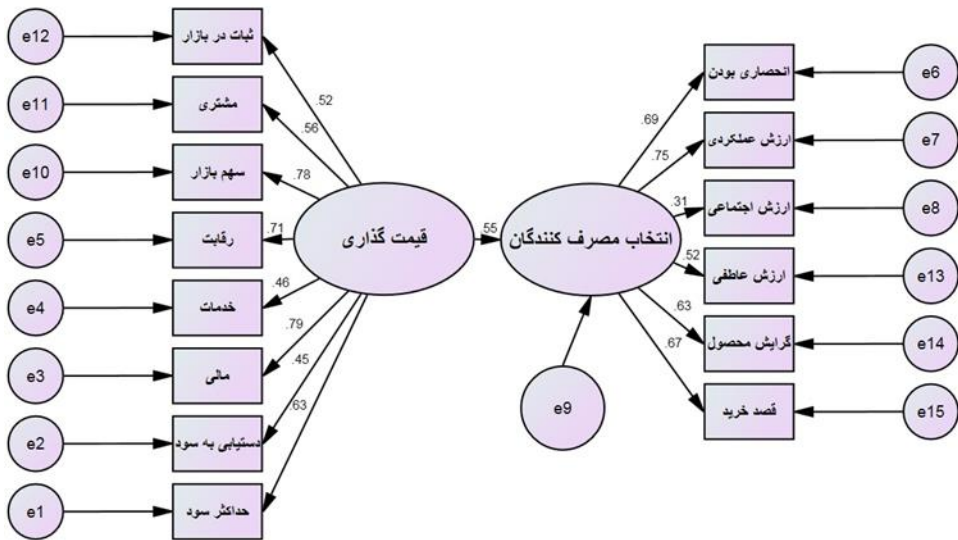 e12
ثبات در بازار
.52
e11
مشتری
.56
e10
سهم بازار
.78
e5
رقابت
.71
e4
خدمات
.46
e3
مالی
.79
e2
دستیابی به سود
.45
e1
حداکثر سود
.63
قیمت گذاری
.55
انتخاب مصرف کنندگان
e9
.69
انحصاری بودن
e6
.75
ارزش عملکردی
e7
.31
ارزش اجتماعی
e8
.52
ارزش عاطفی
e13
.63
گرایش محصول
e14
.67
قصد خرید
e15